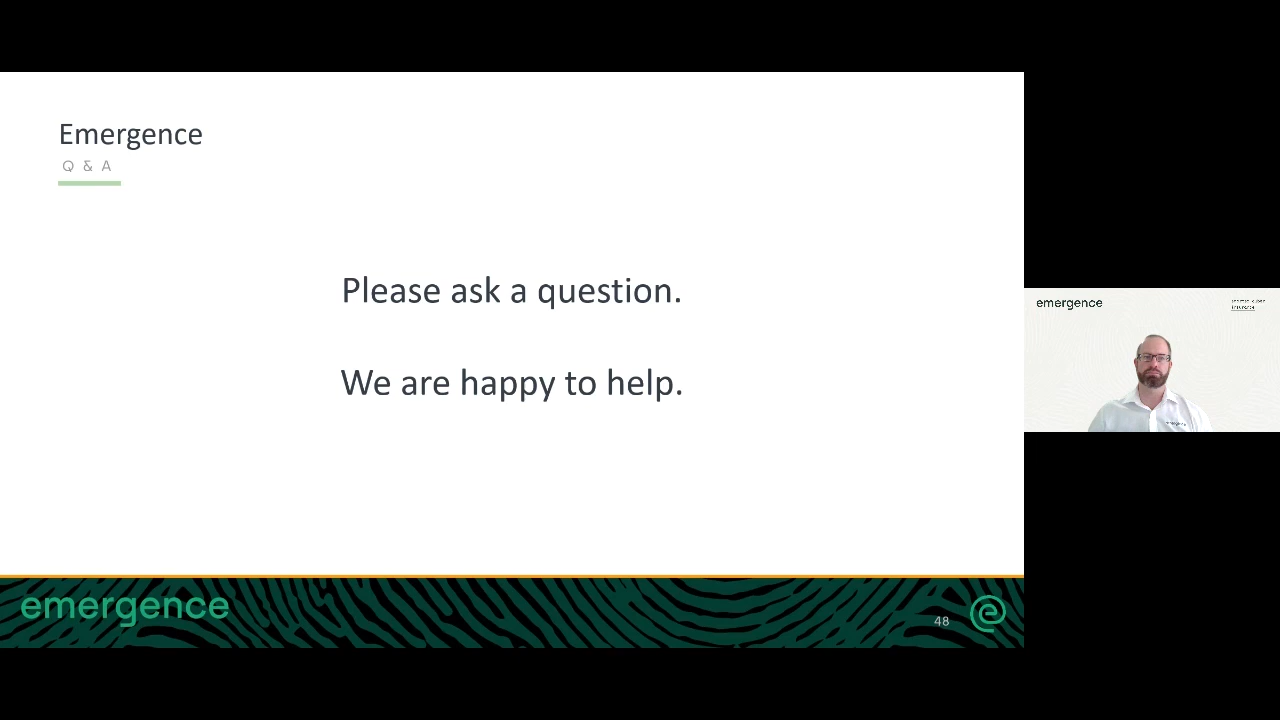 Emergence
Q & A
Please ask a question.
We are happy to help.
emergence
48
emergence